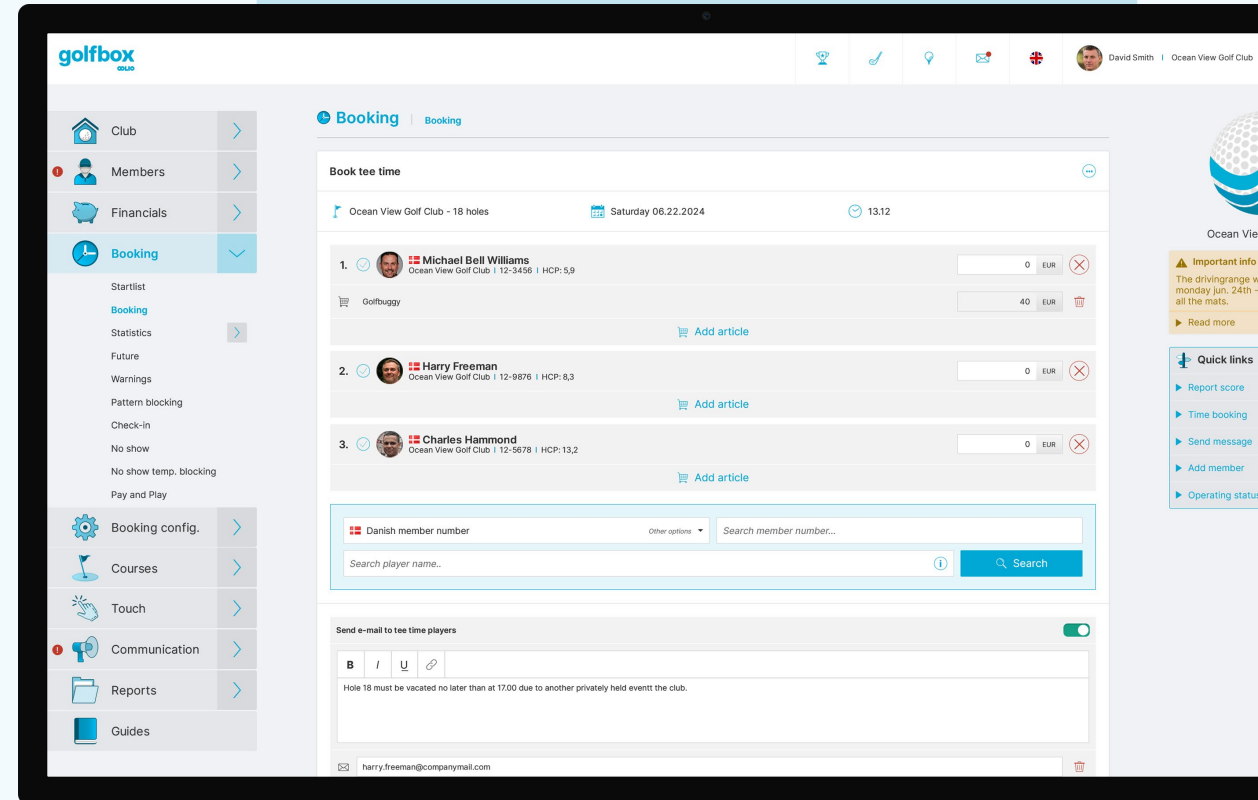 golfbox
GOLIO
David Smith | Ocean View Golf Club
Club
Members
Financials
Booking
Startlist
Booking
Statistics
Future
Warnings
Pattern blocking
Check-in
No show
No show temp. blocking
Pay and Play
Booking config.
Courses
Touch
Communication
Reports
Guides
Booking | Booking
Book tee time
Ocean View Golf Club - 18 holes
Saturday 06.22.2024
13.12
1. Michael Bell Williams
Ocean View Golf Club | 12-3456 | HCP: 5,9
0 EUR
Golfbuggy
40 EUR
Add article
2. Harry Freeman
Ocean View Golf Club | 12-9876 | HCP: 8,3
0 EUR
Add article
3. Charles Hammond
Ocean View Golf Club | 12-5678 | HCP: 13,2
0 EUR
Add article
Danish member number
Other options
Search member number...
Search player name..
Search
Send e-mail to tee time players
B I U
Hole 18 must be vacated no later than at 17.00 due to another privately held eventt the club.
harry.freeman@companymail.com
Ocean Vie
Important info
The drivingrange w
monday jun. 24th -
all the mats.
Read more
Quick links
Report score
Time booking
Send message
Add member
Operating status